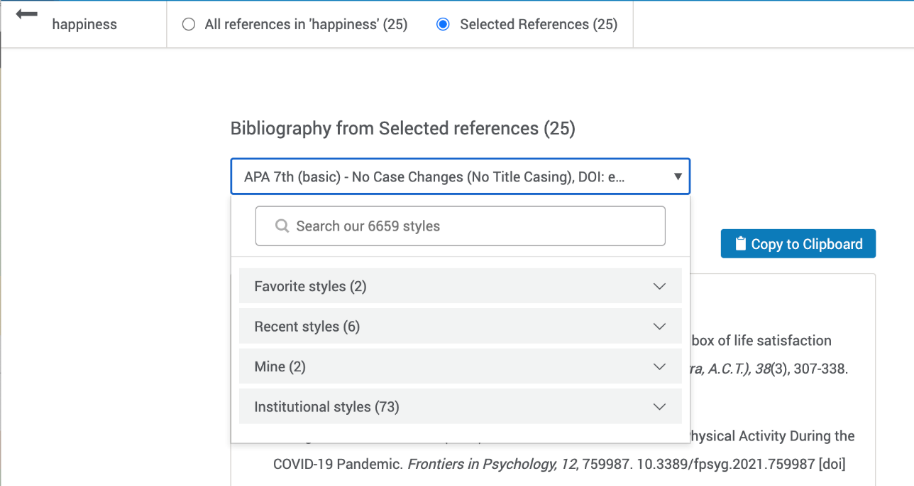 happiness
All references in 'happiness' (25)
Selected References (25)
Bibliography from Selected references (25)
APA 7th (basic) - No Case Changes (No Title Casing), DOI: e...
Search our 6659 styles
Copy to Clipboard
Favorite styles (2)
Recent styles (6)
Mine (2)
Institutional styles (73)
box of life satisfaction
ra, A.C.T.), 38(3), 307-338.
hysical Activity During the
COVID-19 Pandemic. Frontiers in Psychology, 12, 759987. 10.3389/fpsyg.2021.759987 [doi]